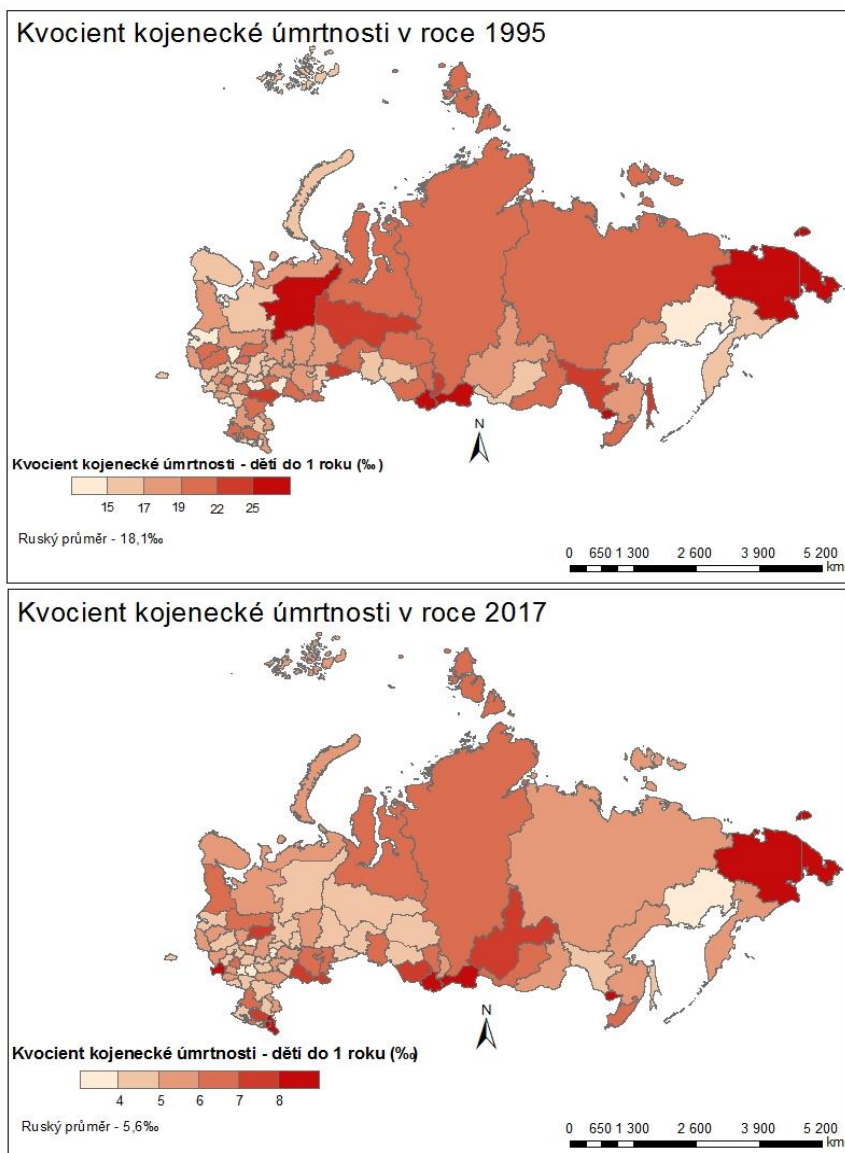 Kvocient kojenecké úmrtnosti v roce 1995
N
Kvocient kojenecké úmrtnosti - dětí do 1 roku (‰)
15 17 19 22 25
Ruský průměr - 18,1‰
0 650 1 300 2 600 3 900 5 200
km
Kvocient kojenecké úmrtnosti v roce 2017
N
Kvocient kojenecké úmrtnosti - dětí do 1 roku (‰)
4 5 6 7 8
Ruský průměr - 5,6‰
0 650 1 300 2 600 3 900 5 200
km